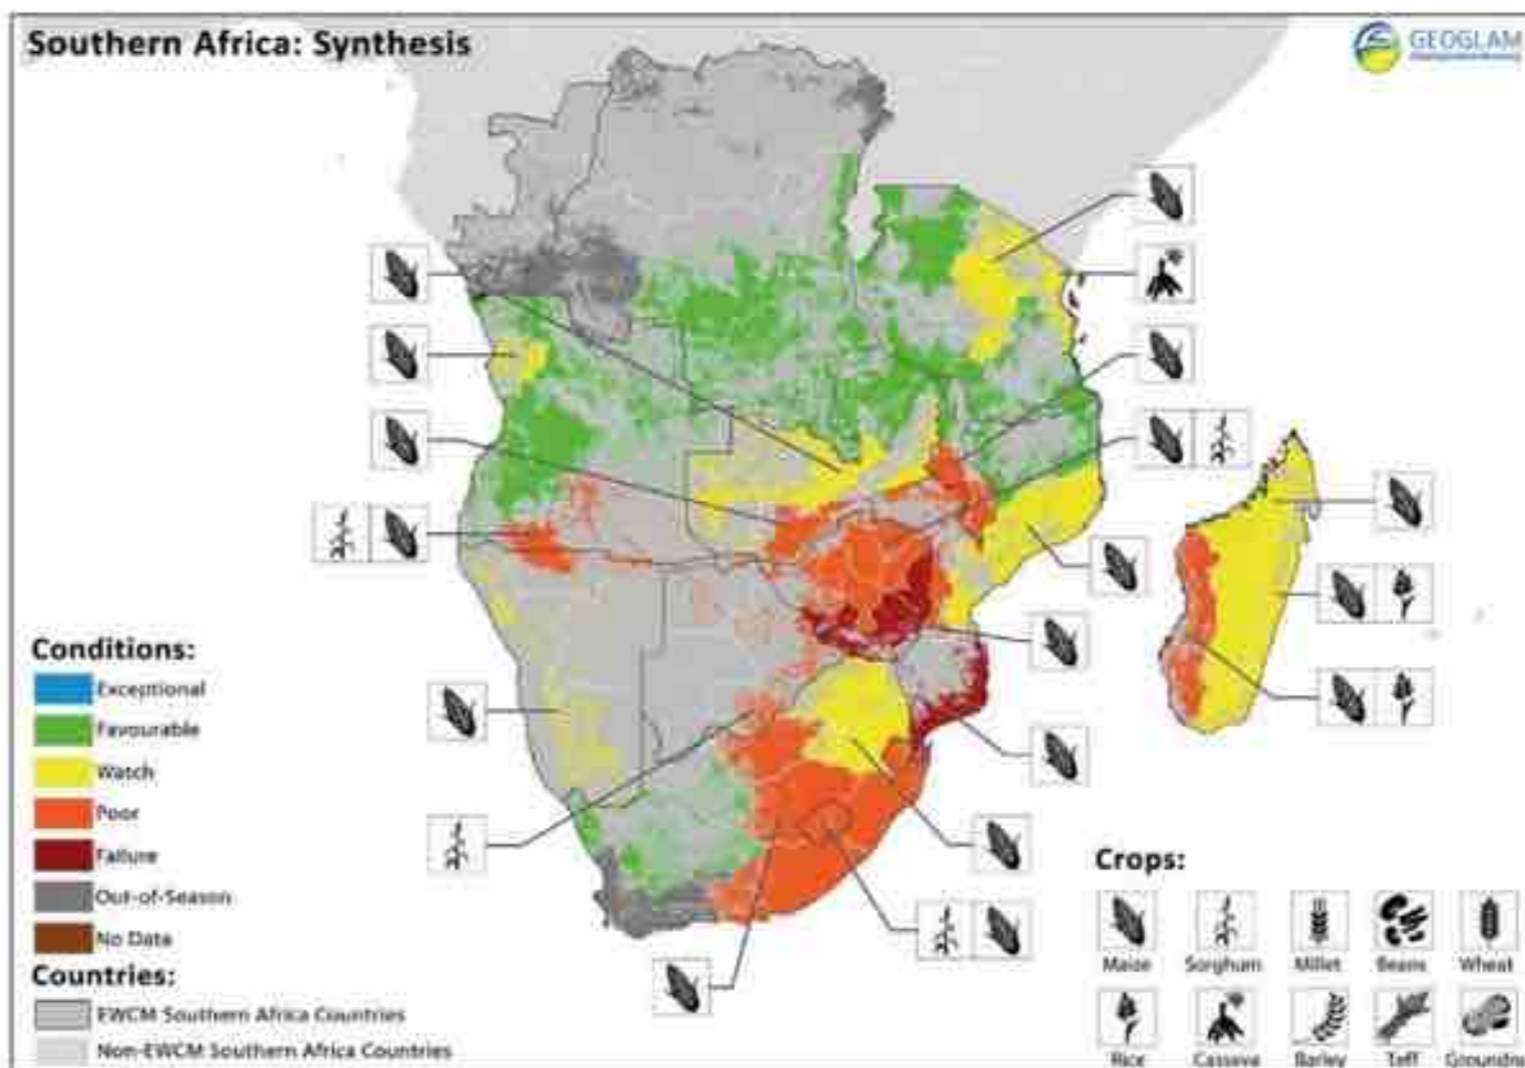 Southern Africa: Synthesis
GEOGLAM
Conditions:
Exceptional
Favourable
Watch
Poor
Failure
Out-of-Season
No Data
Countries:
EWCM Southern Africa Countries
Non-EWCM Southern Africa Countries
Crops:
Maize Sorghum Millet Beans Wheat
Rice Cassava Barley Teff Groundnu